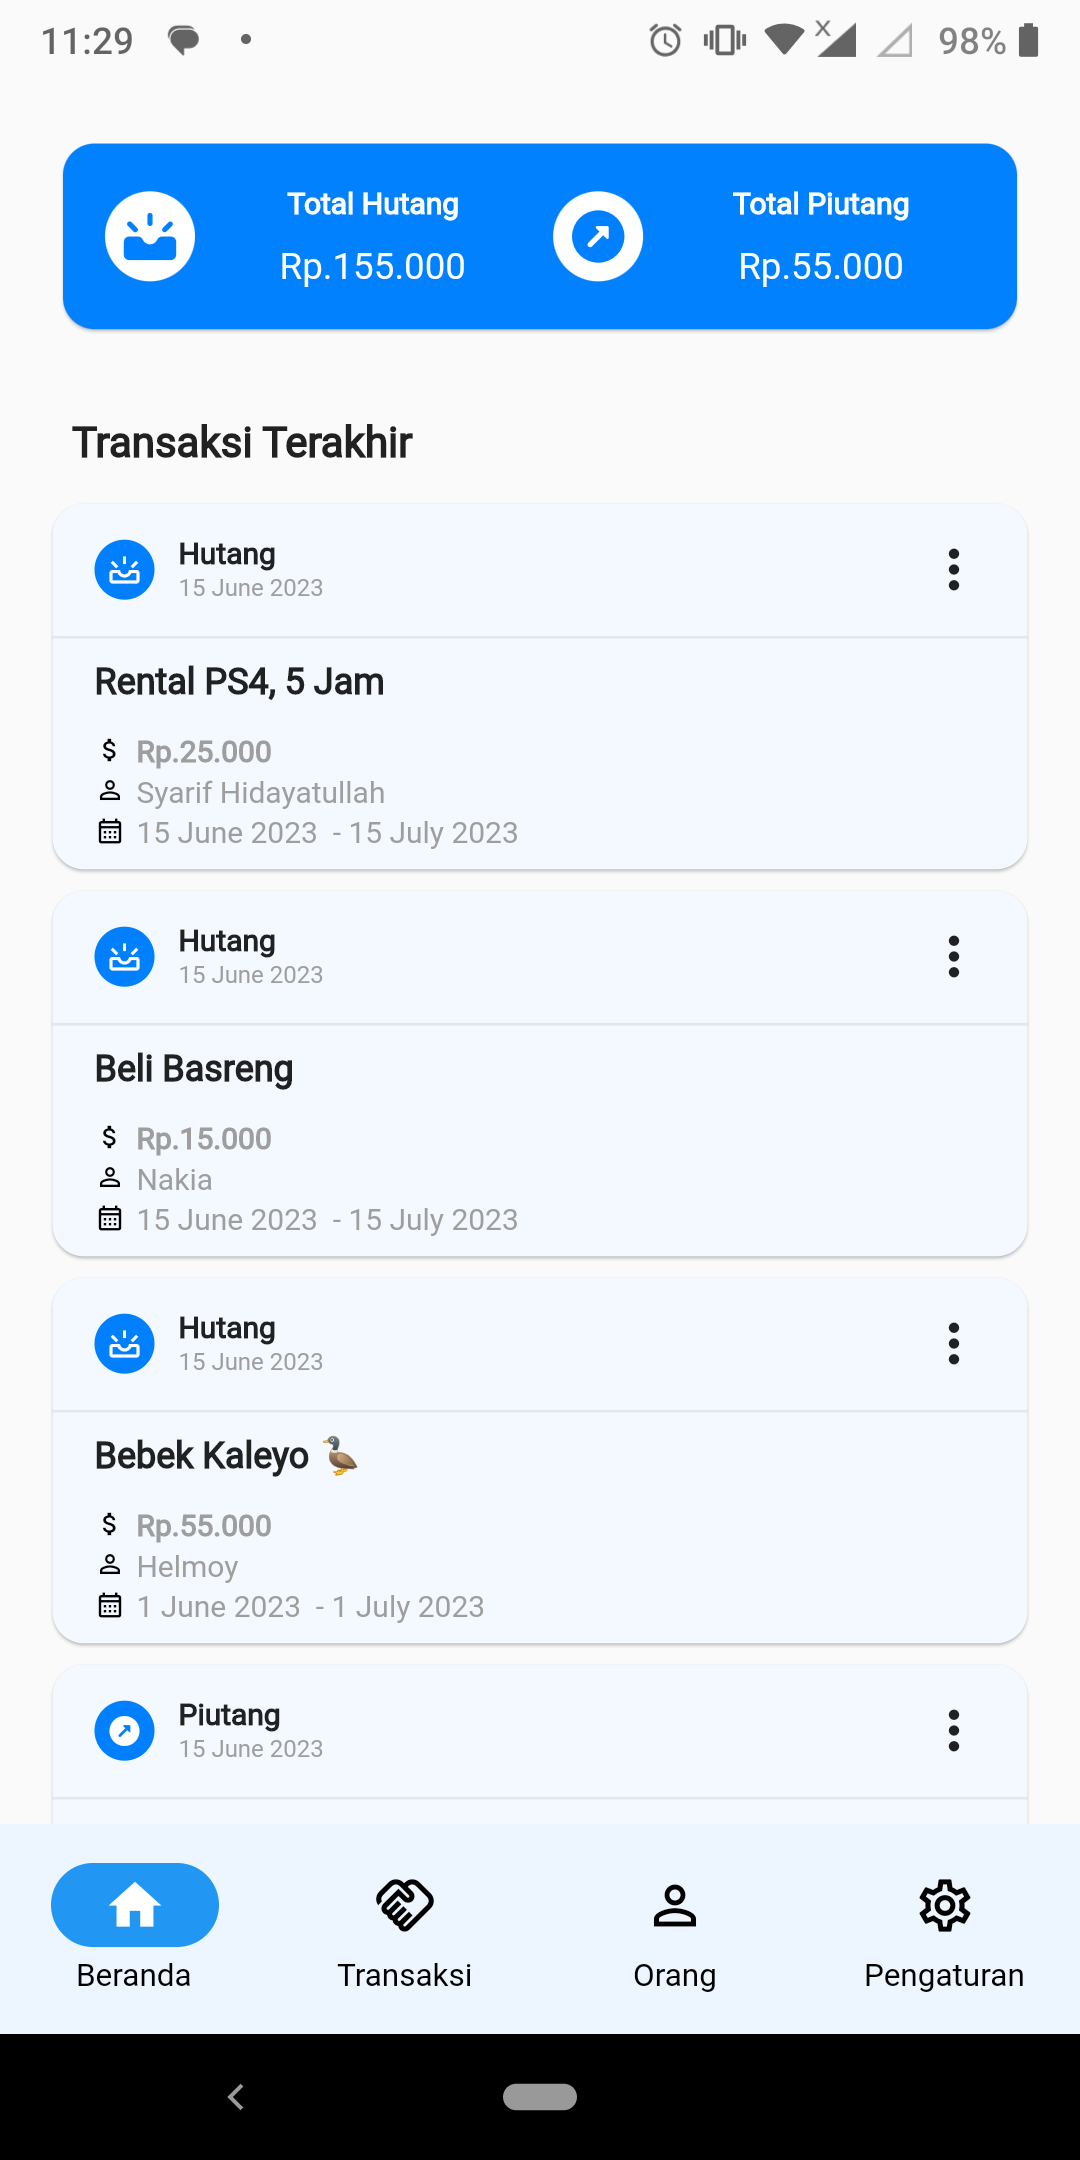 11:29
98%
Total Hutang
Rp.155.000
Total Piutang
Rp.55.000
Transaksi Terakhir
Hutang
15 June 2023
Rental PS4, 5 Jam
Rp.25.000
Syarif Hidayatullah
15 June 2023 - 15 July 2023
Hutang
15 June 2023
Beli Basreng
Rp.15.000
Nakia
15 June 2023 - 15 July 2023
Hutang
15 June 2023
Bebek Kaleyo 🦆
Rp.55.000
Helmoy
1 June 2023 - 1 July 2023
Piutang
15 June 2023
Beranda
Transaksi
Orang
Pengaturan